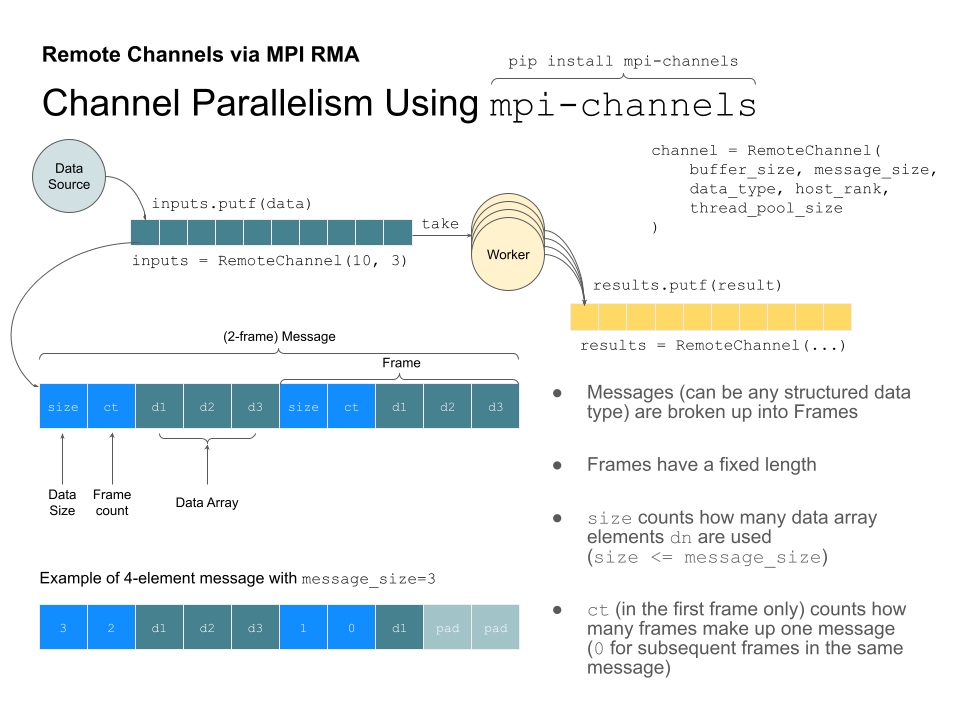 Remote Channels via MPI RMA
pip install mpi-channels
Channel Parallelism Using mpi-channels
Data
Source
inputs.putf(data)
take
inputs = RemoteChannel(10, 3)
Worker
channel = RemoteChannel(
buffer_size, message_size,
data_type, host_rank,
thread_pool_size
)
results.putf(result)
results = RemoteChannel(...)
(2-frame) Message
Frame
size ct d1 d2 d3 size ct d1 d2 d3
Data
Size
Frame
count
Data Array
Example of 4-element message with message_size=3
3 2 d1 d2 d3 1 0 d1 pad pad
● Messages (can be any structured data
type) are broken up into Frames
● Frames have a fixed length
● size counts how many data array
elements dn are used
(size <= message_size)
● ct (in the first frame only) counts how
many frames make up one message
(0 for subsequent frames in the same
message)